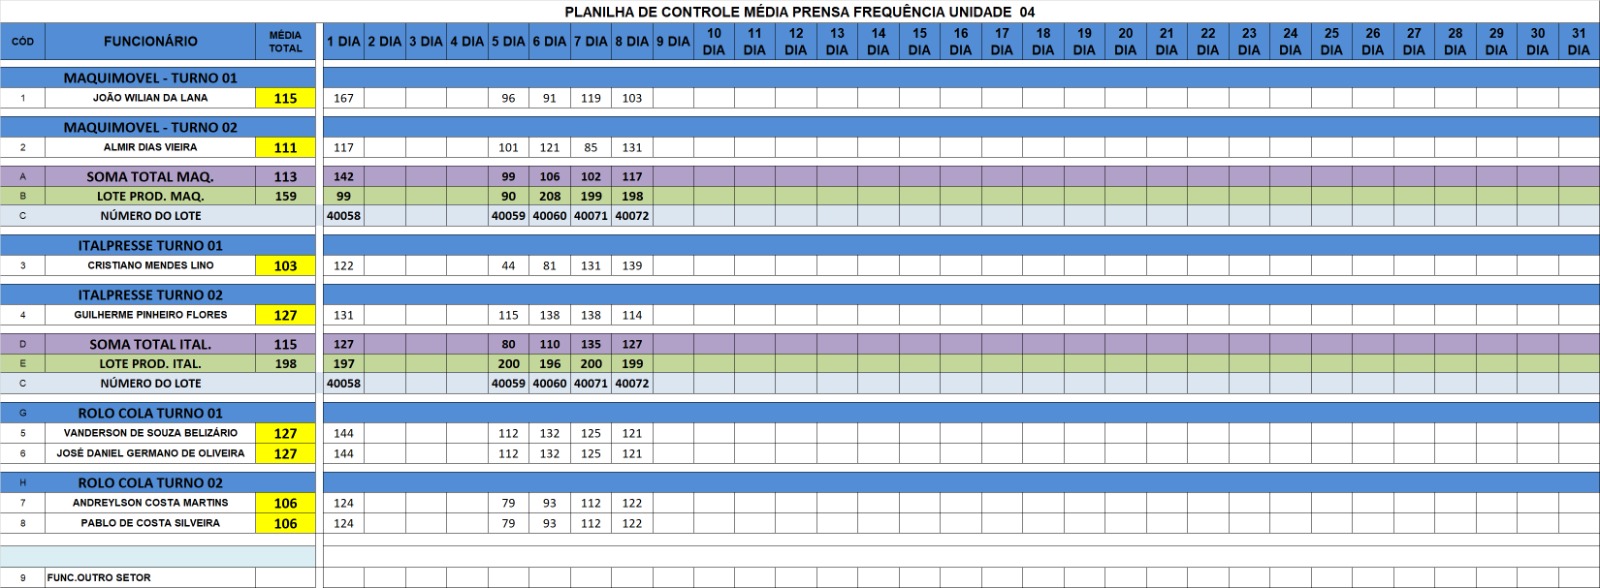 PLANILHA DE CONTROLE MÉDIA PRENSA FREQUÊNCIA UNIDADE 04
CÓD FUNCIONÁRIO MÉDIA TOTAL 1 DIA 2 DIA 3 DIA 4 DIA 5 DIA 6 DIA 7 DIA 8 DIA 9 DIA 10 DIA 11 DIA 12 DIA 13 DIA 14 DIA 15 DIA 16 DIA 17 DIA 18 DIA 19 DIA 20 DIA 21 DIA 22 DIA 23 DIA 24 DIA 25 DIA 26 DIA 27 DIA 28 DIA 29 DIA 30 DIA 31 DIA
MAQUIMOVEL - TURNO 01
1 JOÃO WILIAN DA LANA 115 167 96 91 119 103
MAQUIMOVEL - TURNO 02
2 ALMIR DIAS VIEIRA 111 117 101 121 85 131
A SOMA TOTAL MAQ. 113 142 99 106 102 117
B LOTE PROD. MAQ. 159 99 90 208 199 198
C NÚMERO DO LOTE 40058 40059 40060 40071 40072
ITALPRESSE TURNO 01
3 CRISTIANO MENDES LINO 103 122 44 81 131 139
ITALPRESSE TURNO 02
4 GUILHERME PINHEIRO FLORES 127 131 115 138 138 114
D SOMA TOTAL ITAL. 115 127 80 110 135 127
E LOTE PROD. ITAL. 198 197 200 196 200 199
C NÚMERO DO LOTE 40058 40059 40060 40071 40072
G ROLO COLA TURNO 01
5 VANDERSON DE SOUZA BELIZÁRIO 127 144 112 132 125 121
6 JOSÉ DANIEL GERMANO DE OLIVEIRA 127 144 112 132 125 121
H ROLO COLA TURNO 02
7 ANDREYLSON COSTA MARTINS 106 124 79 93 112 122
8 PABLO DE COSTA SILVEIRA 106 124 79 93 112 122
9 FUNC.OUTRO SETOR